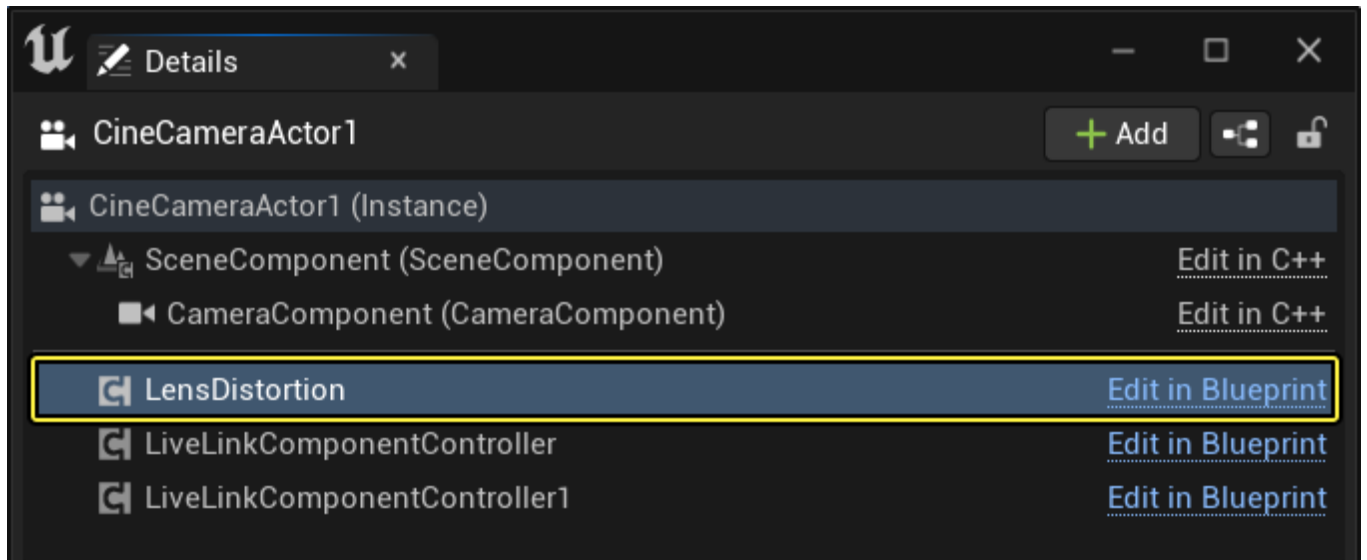 Details
CineCameraActor1
Add
CineCameraActor1 (Instance)
SceneComponent (SceneComponent) Edit in C++
CameraComponent (CameraComponent) Edit in C++
LensDistortion Edit in Blueprint
LiveLinkComponentController Edit in Blueprint
LiveLinkComponentController1 Edit in Blueprint